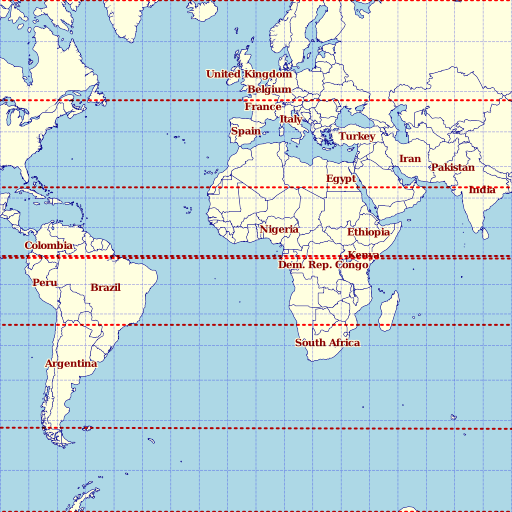 United Kingdom
Belgium
France
Italy
Spain
Turkey
Iran
Pakistan
Egypt
India
Nigeria
Ethiopia
Colombia
Kenya
Dem. Rep. Congo
Peru
Brazil
South Africa
Argentina